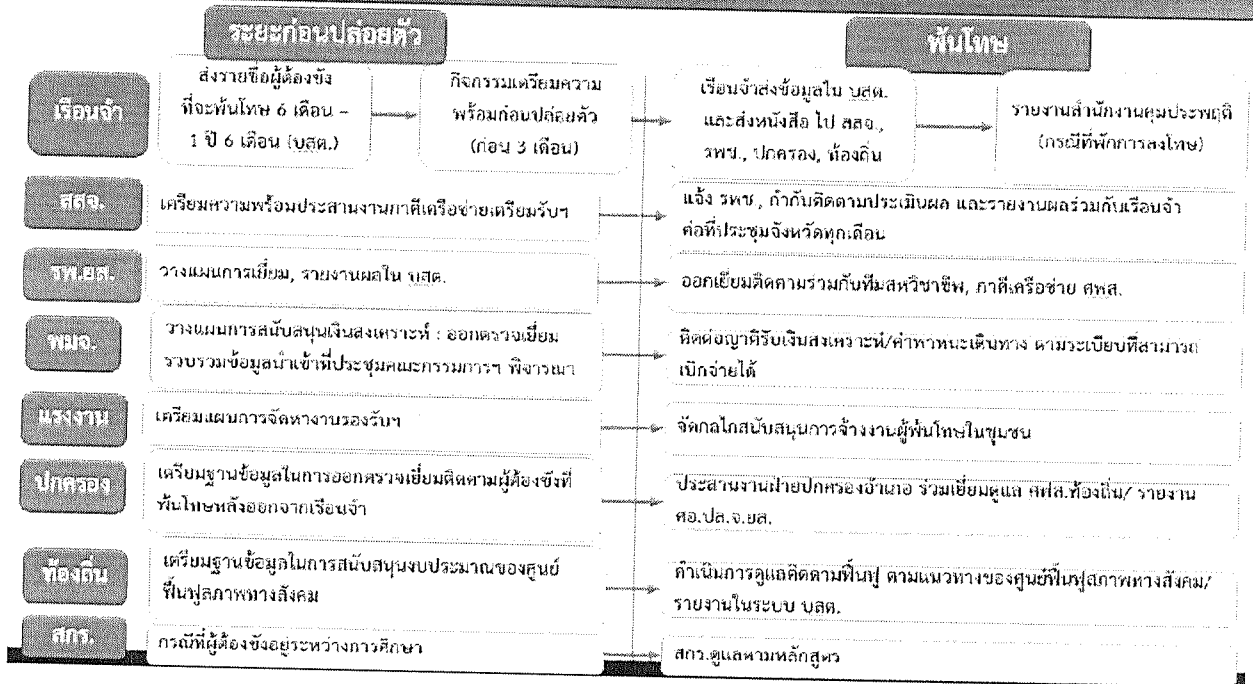 ระยะก่อนปล่อยตัว
พ้นโทษ
เรือนจำ
ส่งรายชื่อผู้ต้องขัง
ที่จะพ้นโทษ 6 เดือน –
1 ปี 6 เดือน (บสต.)
กิจกรรมเตรียมความ
พร้อมก่อนปล่อยตัว
(ก่อน 3 เดือน)
เรือนจำส่งข้อมูลใน บสต.
และส่งหนังสือ ไป สสจ.,
รพช., ปกครอง, ท้องถิ่น
รายงานสำนักงานคุมประพฤติ
(กรณีที่พักการลงโทษ)
สสจ.
เตรียมความพร้อมประสานงานภาคีเครือข่ายเตรียมรับฯ
แจ้ง รพช, กำกับติดตามประเมินผล และรายงานผลร่วมกับเรือนจำ
ต่อที่ประชุมจังหวัดทุกเดือน
รพ.ยส.
วางแผนการเยี่ยม, รายงานผลใน บสต.
ออกเยี่ยมติดตามร่วมกับทีมสหวิชาชีพ, ภาคีเครือข่าย ศพส.
พมจ.
วางแผนการสนับสนุนเงินสงเคราะห์ : ออกตรวจเยี่ยม
รวบรวมข้อมูลนำเข้าที่ประชุมคณะกรรมการฯ พิจารณา
ติดต่อญาติรับเงินสงเคราะห์/ค่าพาหนะเดินทาง ตามระเบียบที่สามารถ
เบิกจ่ายได้
แรงงาน
เตรียมแผนการจัดหางานรองรับฯ
จัดกลไกสนับสนุนการจ้างงานผู้พ้นโทษในชุมชน
ปกครอง
เตรียมฐานข้อมูลในการออกตรวจเยี่ยมติดตามผู้ต้องขังที่
พ้นโทษหลังออกจากเรือนจำ
ประสานงานฝ่ายปกครองอำเภอ ร่วมเยี่ยมดูแล ศฟส.ท้องถิ่น/ รายงาน
ศอ.ปส.จ.ยส.
ท้องถิ่น
เตรียมฐานข้อมูลในการสนับสนุนงบประมาณของศูนย์
ฟื้นฟูสภาพทางสังคม
ดำเนินการดูแลติดตามฟื้นฟู ตามแนวทางของศูนย์ฟื้นฟูสภาพทางสังคม/
รายงานในระบบ บสต.
สกร.
กรณีที่ผู้ต้องขังอยู่ระหว่างการศึกษา
สกร.ดูแลตามหลักสูตร